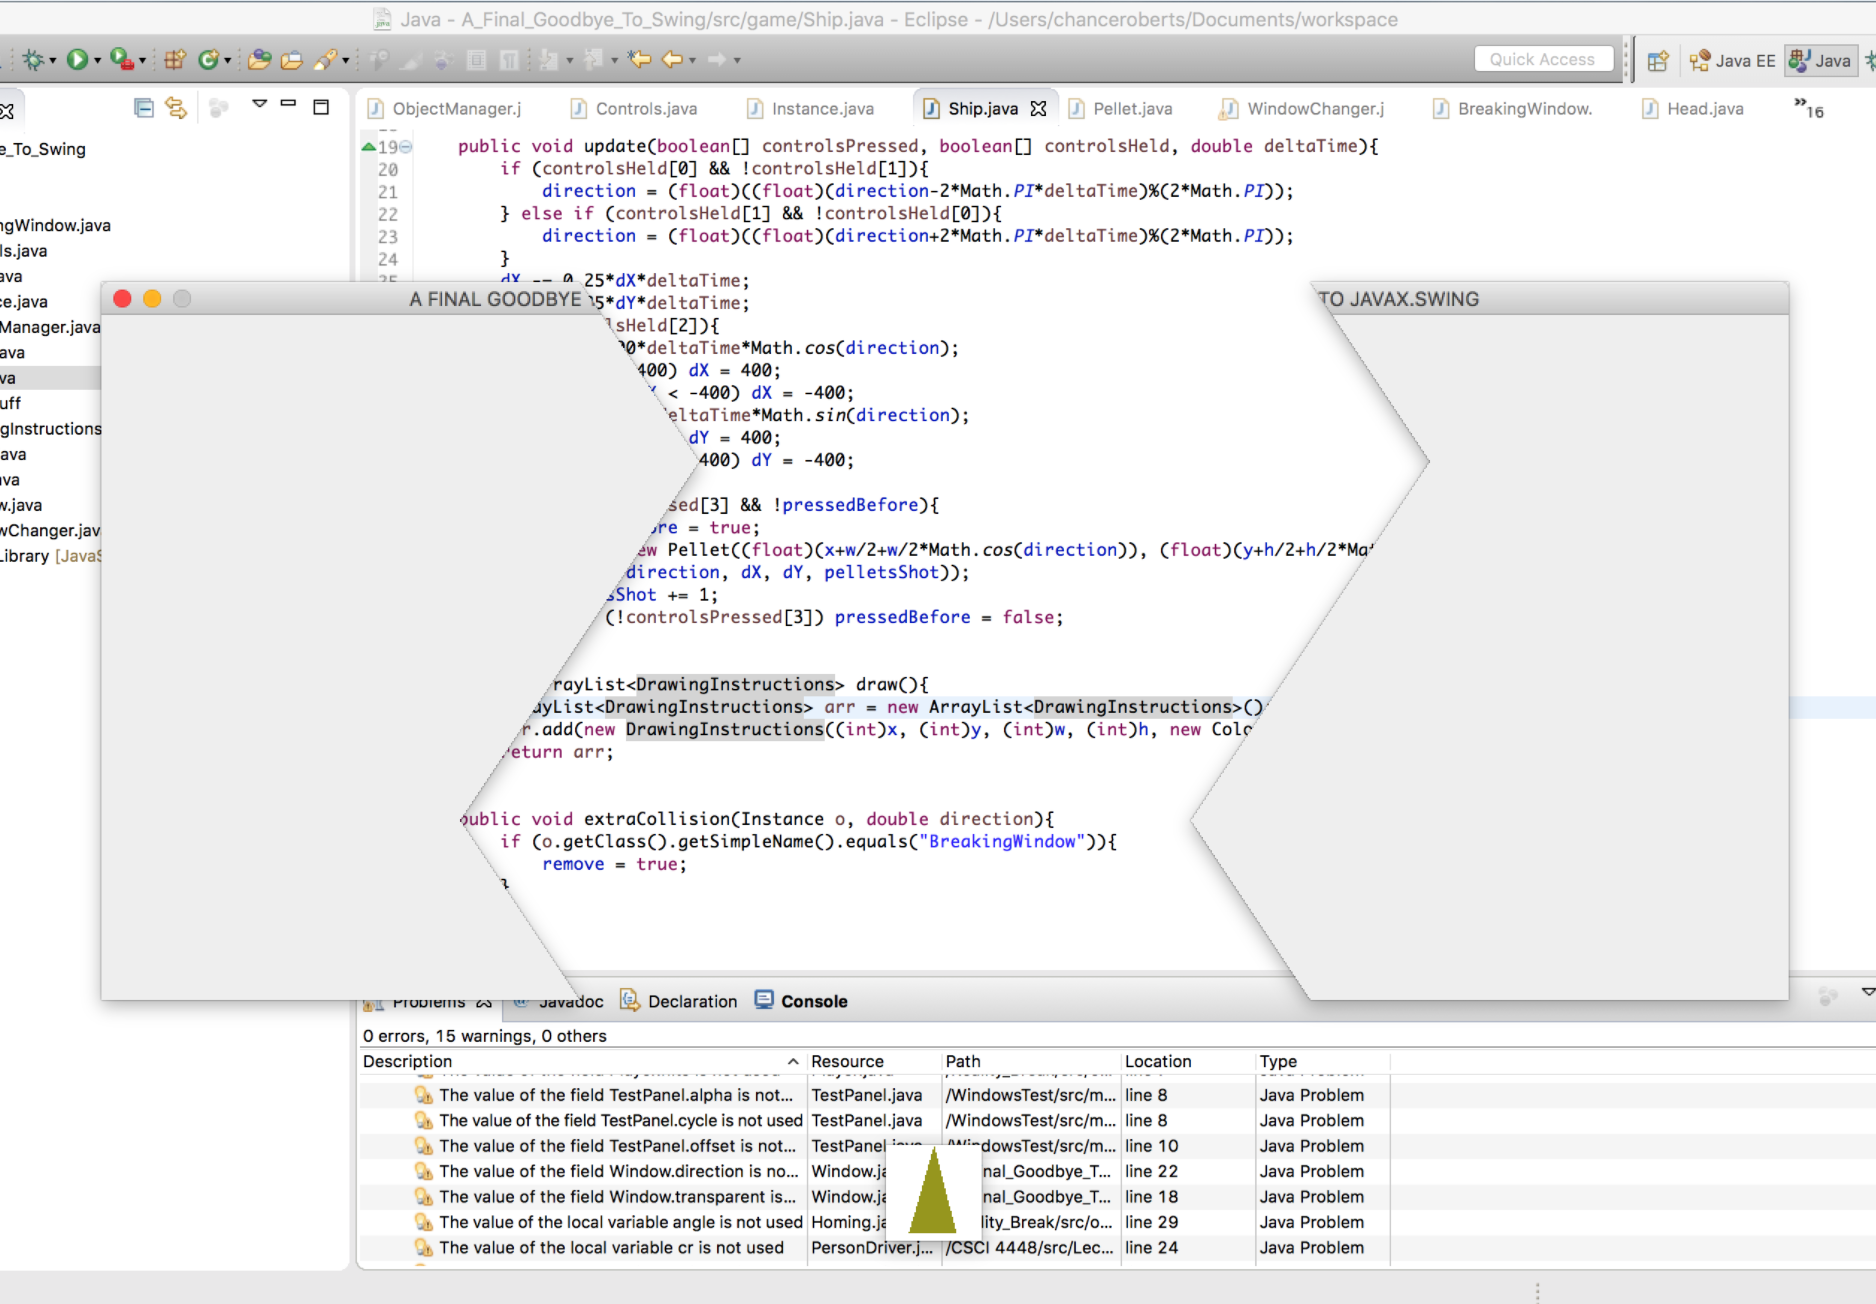 Java - A_Final_Goodbye_To_Swing/src/game/Ship.java - Eclipse - /Users/chanceroberts/Documents/workspace
Quick Access
Java EE
Java
ObjectManager.j
Controls.java
Instance.java
Ship.java
Pellet.java
WindowChanger.j
BreakingWindow.
Head.java
»16
e_To_Swing
ngWindow.java
ls.java
ava
ce.java
Manager.java
ava
va
uff
gInstructions
ava
va
w.java
wChanger.jav
Library [JavaS
19 public void update(boolean[] controlsPressed, boolean[] controlsHeld, double deltaTime){
20 if (controlsHeld[0] && !controlsHeld[1]){
21 direction = (float)((float)(direction-2*Math.PI*deltaTime)%(2*Math.PI));
22 } else if (controlsHeld[1] && !controlsHeld[0]){
23 direction = (float)((float)(direction+2*Math.PI*deltaTime)%(2*Math.PI));
24 }
25 dX -= 0.25*dX*deltaTime;
A FINAL GOODBYE
TO JAVAX.SWING
5*dY*deltaTime;
lsHeld[2]){
00*deltaTime*Math.cos(direction);
400) dX = 400;
< -400) dX = -400;
eltaTime*Math.sin(direction);
dY = 400;
400) dY = -400;
sed[3] && !pressedBefore){
ore = true;
ew Pellet((float)(x+w/2+w/2*Math.cos(direction)), (float)(y+h/2+h/2*Mat
direction, dX, dY, pelletsShot));
sShot += 1;
(!controlsPressed[3]) pressedBefore = false;
rrayList<DrawingInstructions> draw(){
ayList<DrawingInstructions> arr = new ArrayList<DrawingInstructions>()
r.add(new DrawingInstructions((int)x, (int)y, (int)w, (int)h, new Colo
return arr;
public void extraCollision(Instance o, double direction){
if (o.getClass().getSimpleName().equals("BreakingWindow")){
remove = true;
}
Problems
Javadoc
Declaration
Console
0 errors, 15 warnings, 0 others
Description Resource Path Location Type
The value of the field TestPanel.alpha is not... TestPanel.java /WindowsTest/src/m... line 8 Java Problem
The value of the field TestPanel.cycle is not used TestPanel.java /WindowsTest/src/m... line 8 Java Problem
The value of the field TestPanel.offset is not... TestPanel.java /WindowsTest/src/m... line 10 Java Problem
The value of the field Window.direction is no... Window.ja nal_Goodbye_T... line 22 Java Problem
The value of the field Window.transparent is... Window.ja nal_Goodbye_T... line 18 Java Problem
The value of the local variable angle is not used Homing.ja lity_Break/src/o... line 29 Java Problem
The value of the local variable cr is not used PersonDriver.j... /CSCI 4448/src/Lec... line 24 Java Problem